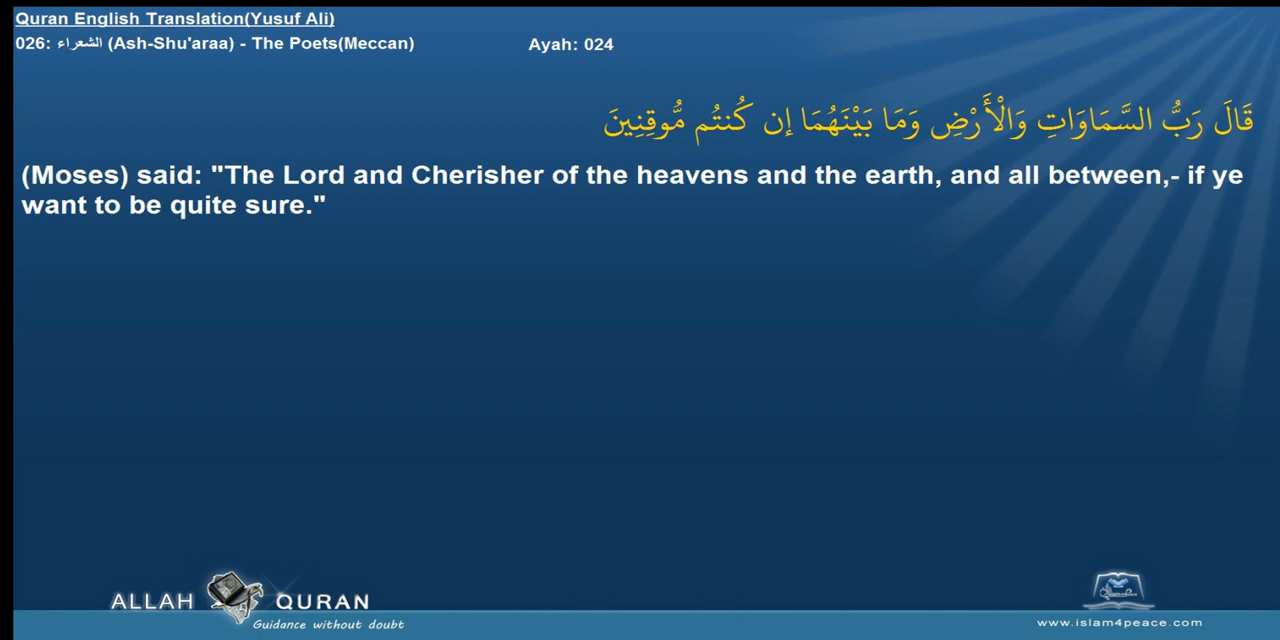 Quran English Translation(Yusuf Ali)
026: الشعراء (Ash-Shu'araa) - The Poets(Meccan) Ayah: 024
قَالَ رَبُّ السَّمَاوَاتِ وَالْأَرْضِ وَمَا بَيْنَهُمَا إِن كُنتُم مُّوقِنِينَ
(Moses) said: "The Lord and Cherisher of the heavens and the earth, and all between,- if ye
want to be quite sure."
ALLAH QURAN
Guidance without doubt
www.islam4peace.com